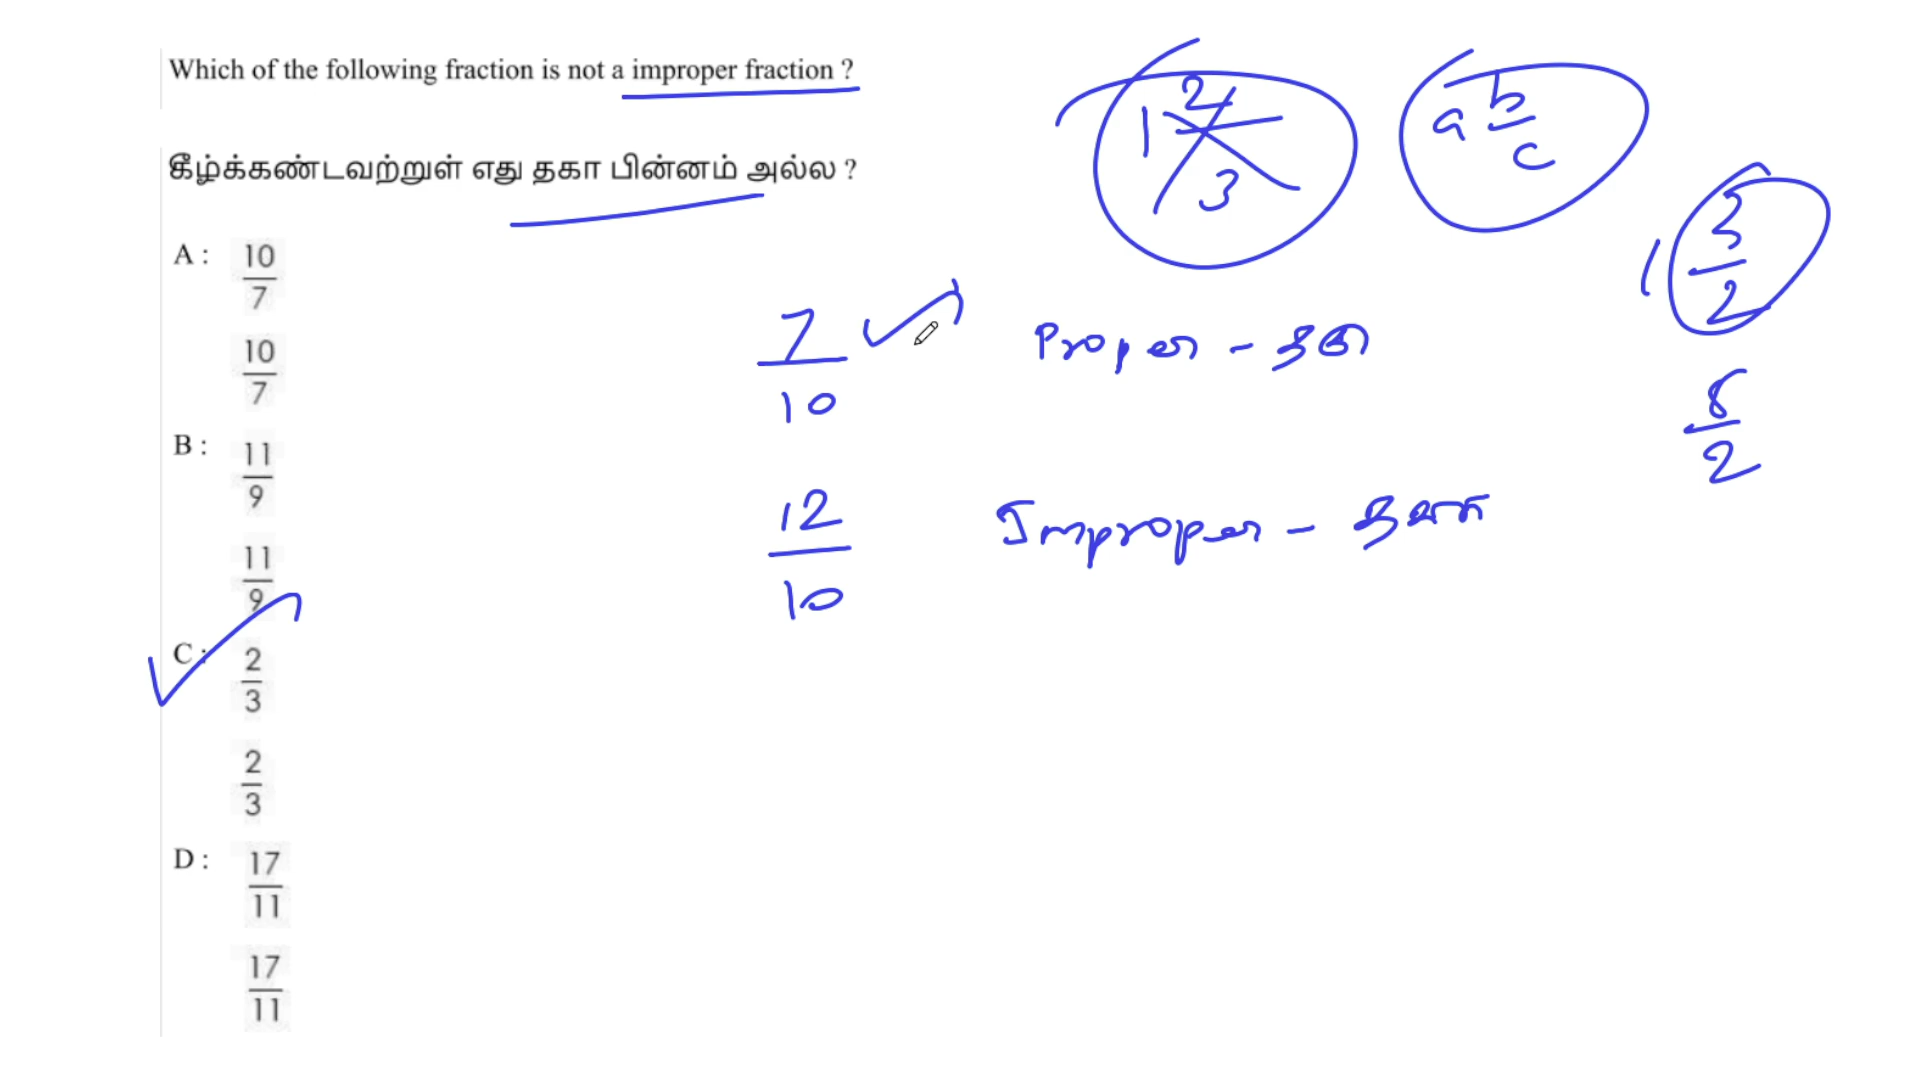 Which of the following fraction is not a improper fraction ?
கீழ்க்கண்டவற்றுள் எது தகா பின்னம் அல்ல ?
A : 10/7
10/7
B : 11/9
11/9
C : 2/3
2/3
D : 17/11
17/11
1 2/3
a b/c
1 3/2
7/10
Proper - தகு
8/2
12/10
Improper - தகா